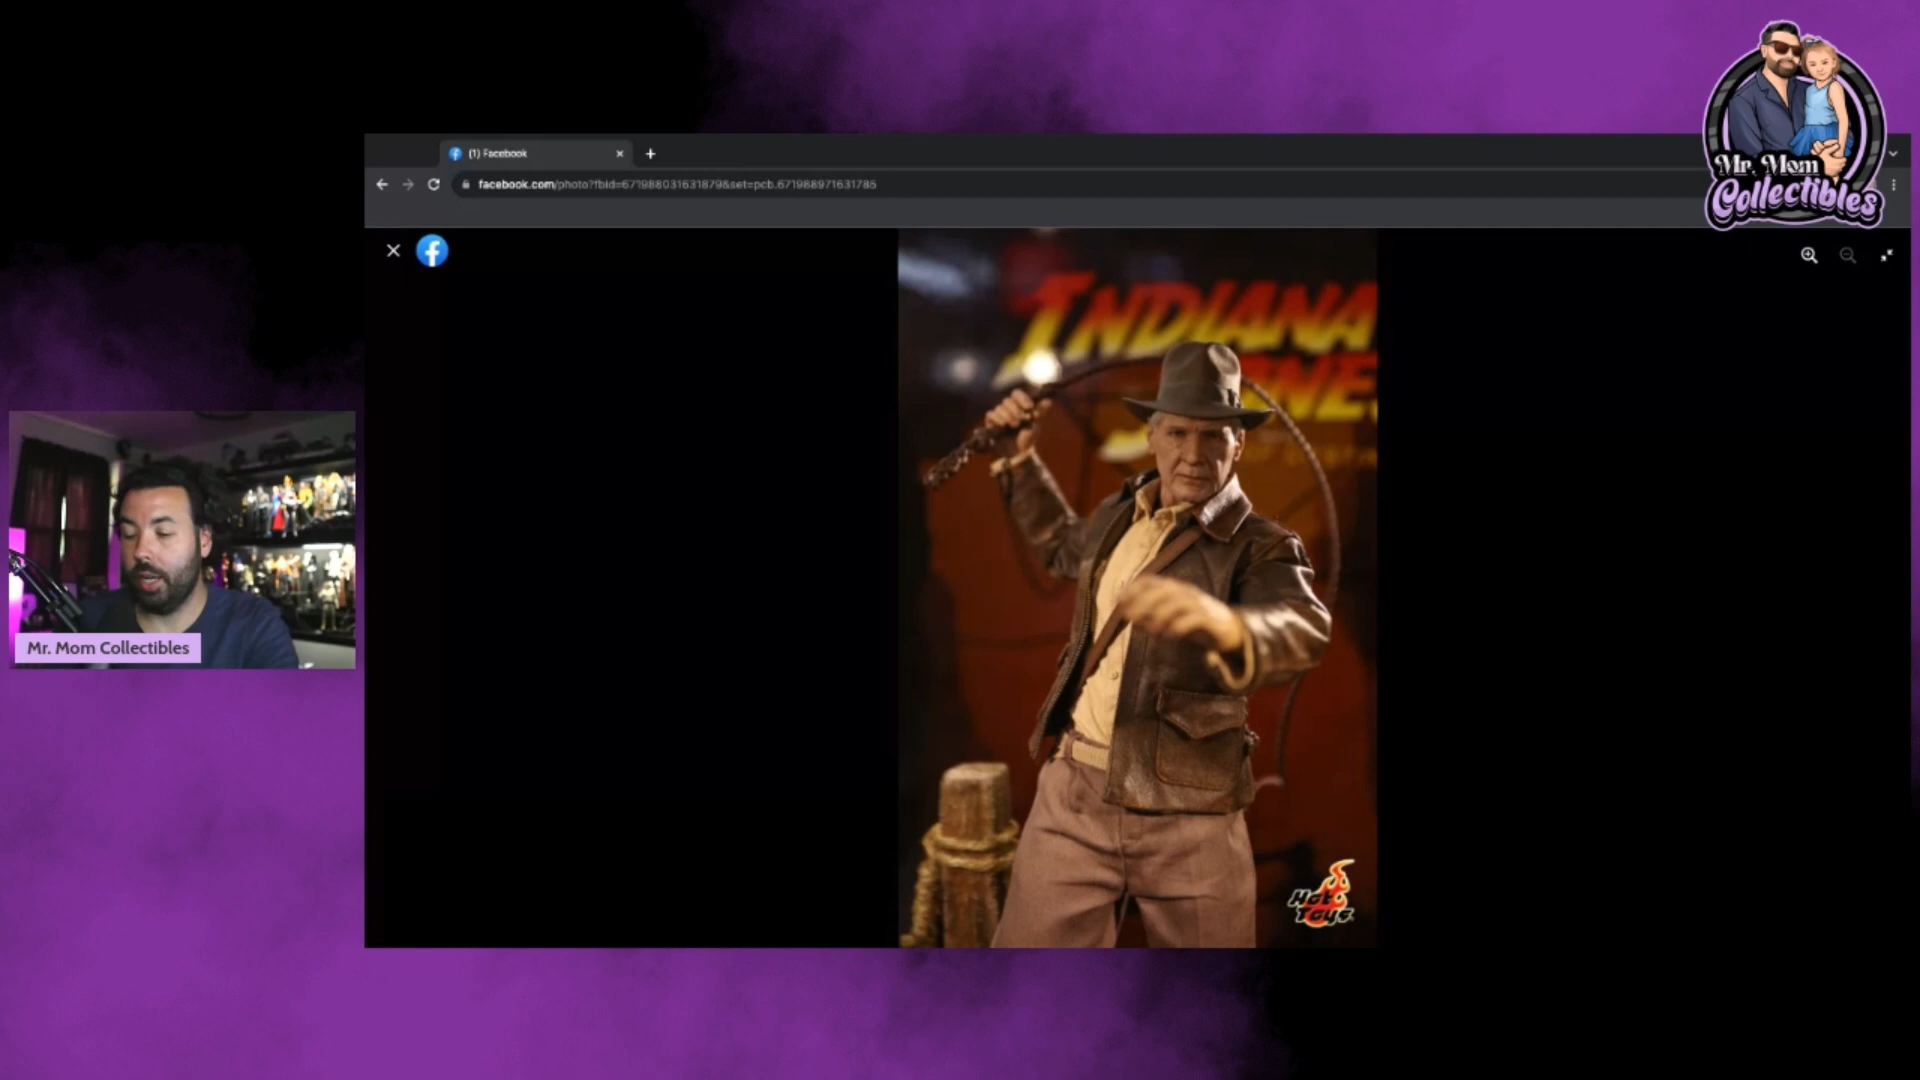 Mr. Mom
Collectibles
(1) Facebook
facebook.com/photo?fbid=671988031631879&set=pcb.671988971631785
INDIANA
JONES
Mr. Mom Collectibles
Hot
Toys